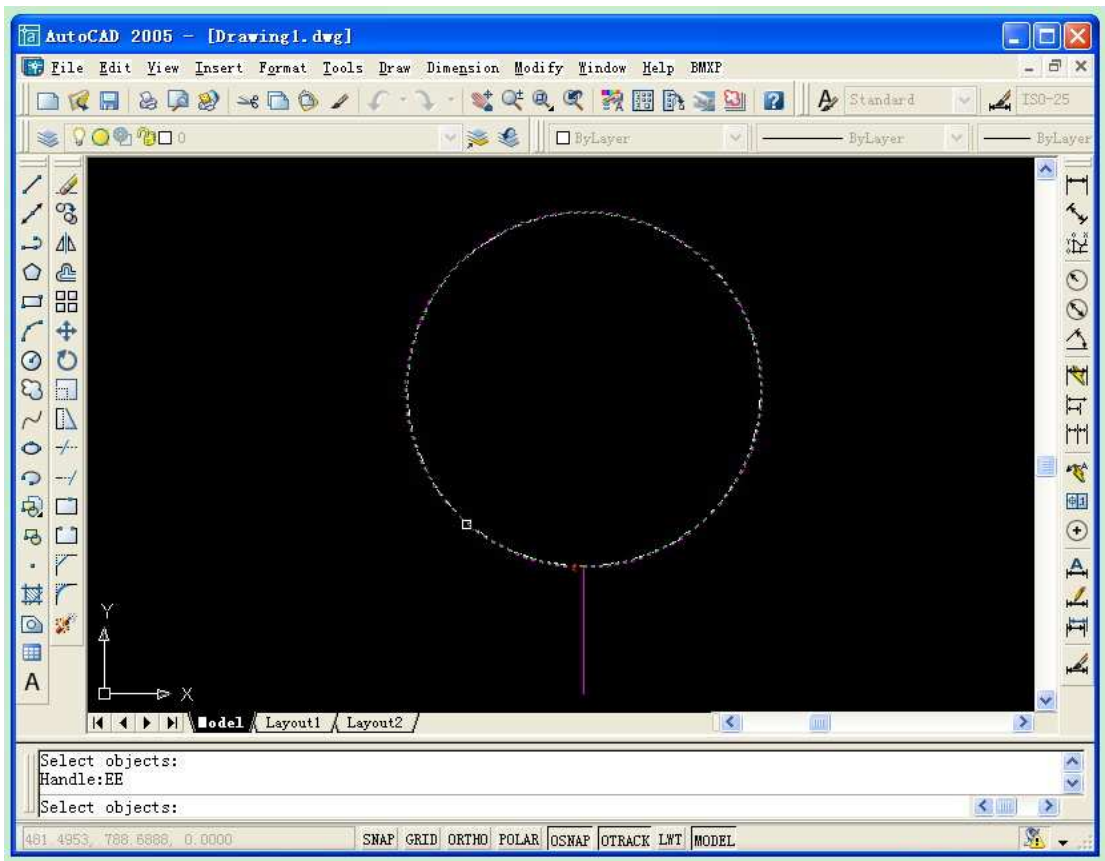 AutoCAD 2005 - [Drawing1.dwg]
File Edit View Insert Format Tools Draw Dimension Modify Window Help BMXP
Standard ISO-25
0 ByLayer ByLayer ByLayer
Y
X
A
Model Layout1 Layout2
Select objects:
Handle:EE
Select objects:
481.4953, 788.6888, 0.0000 SNAP GRID ORTHO POLAR OSNAP OTRACK LWT MODEL